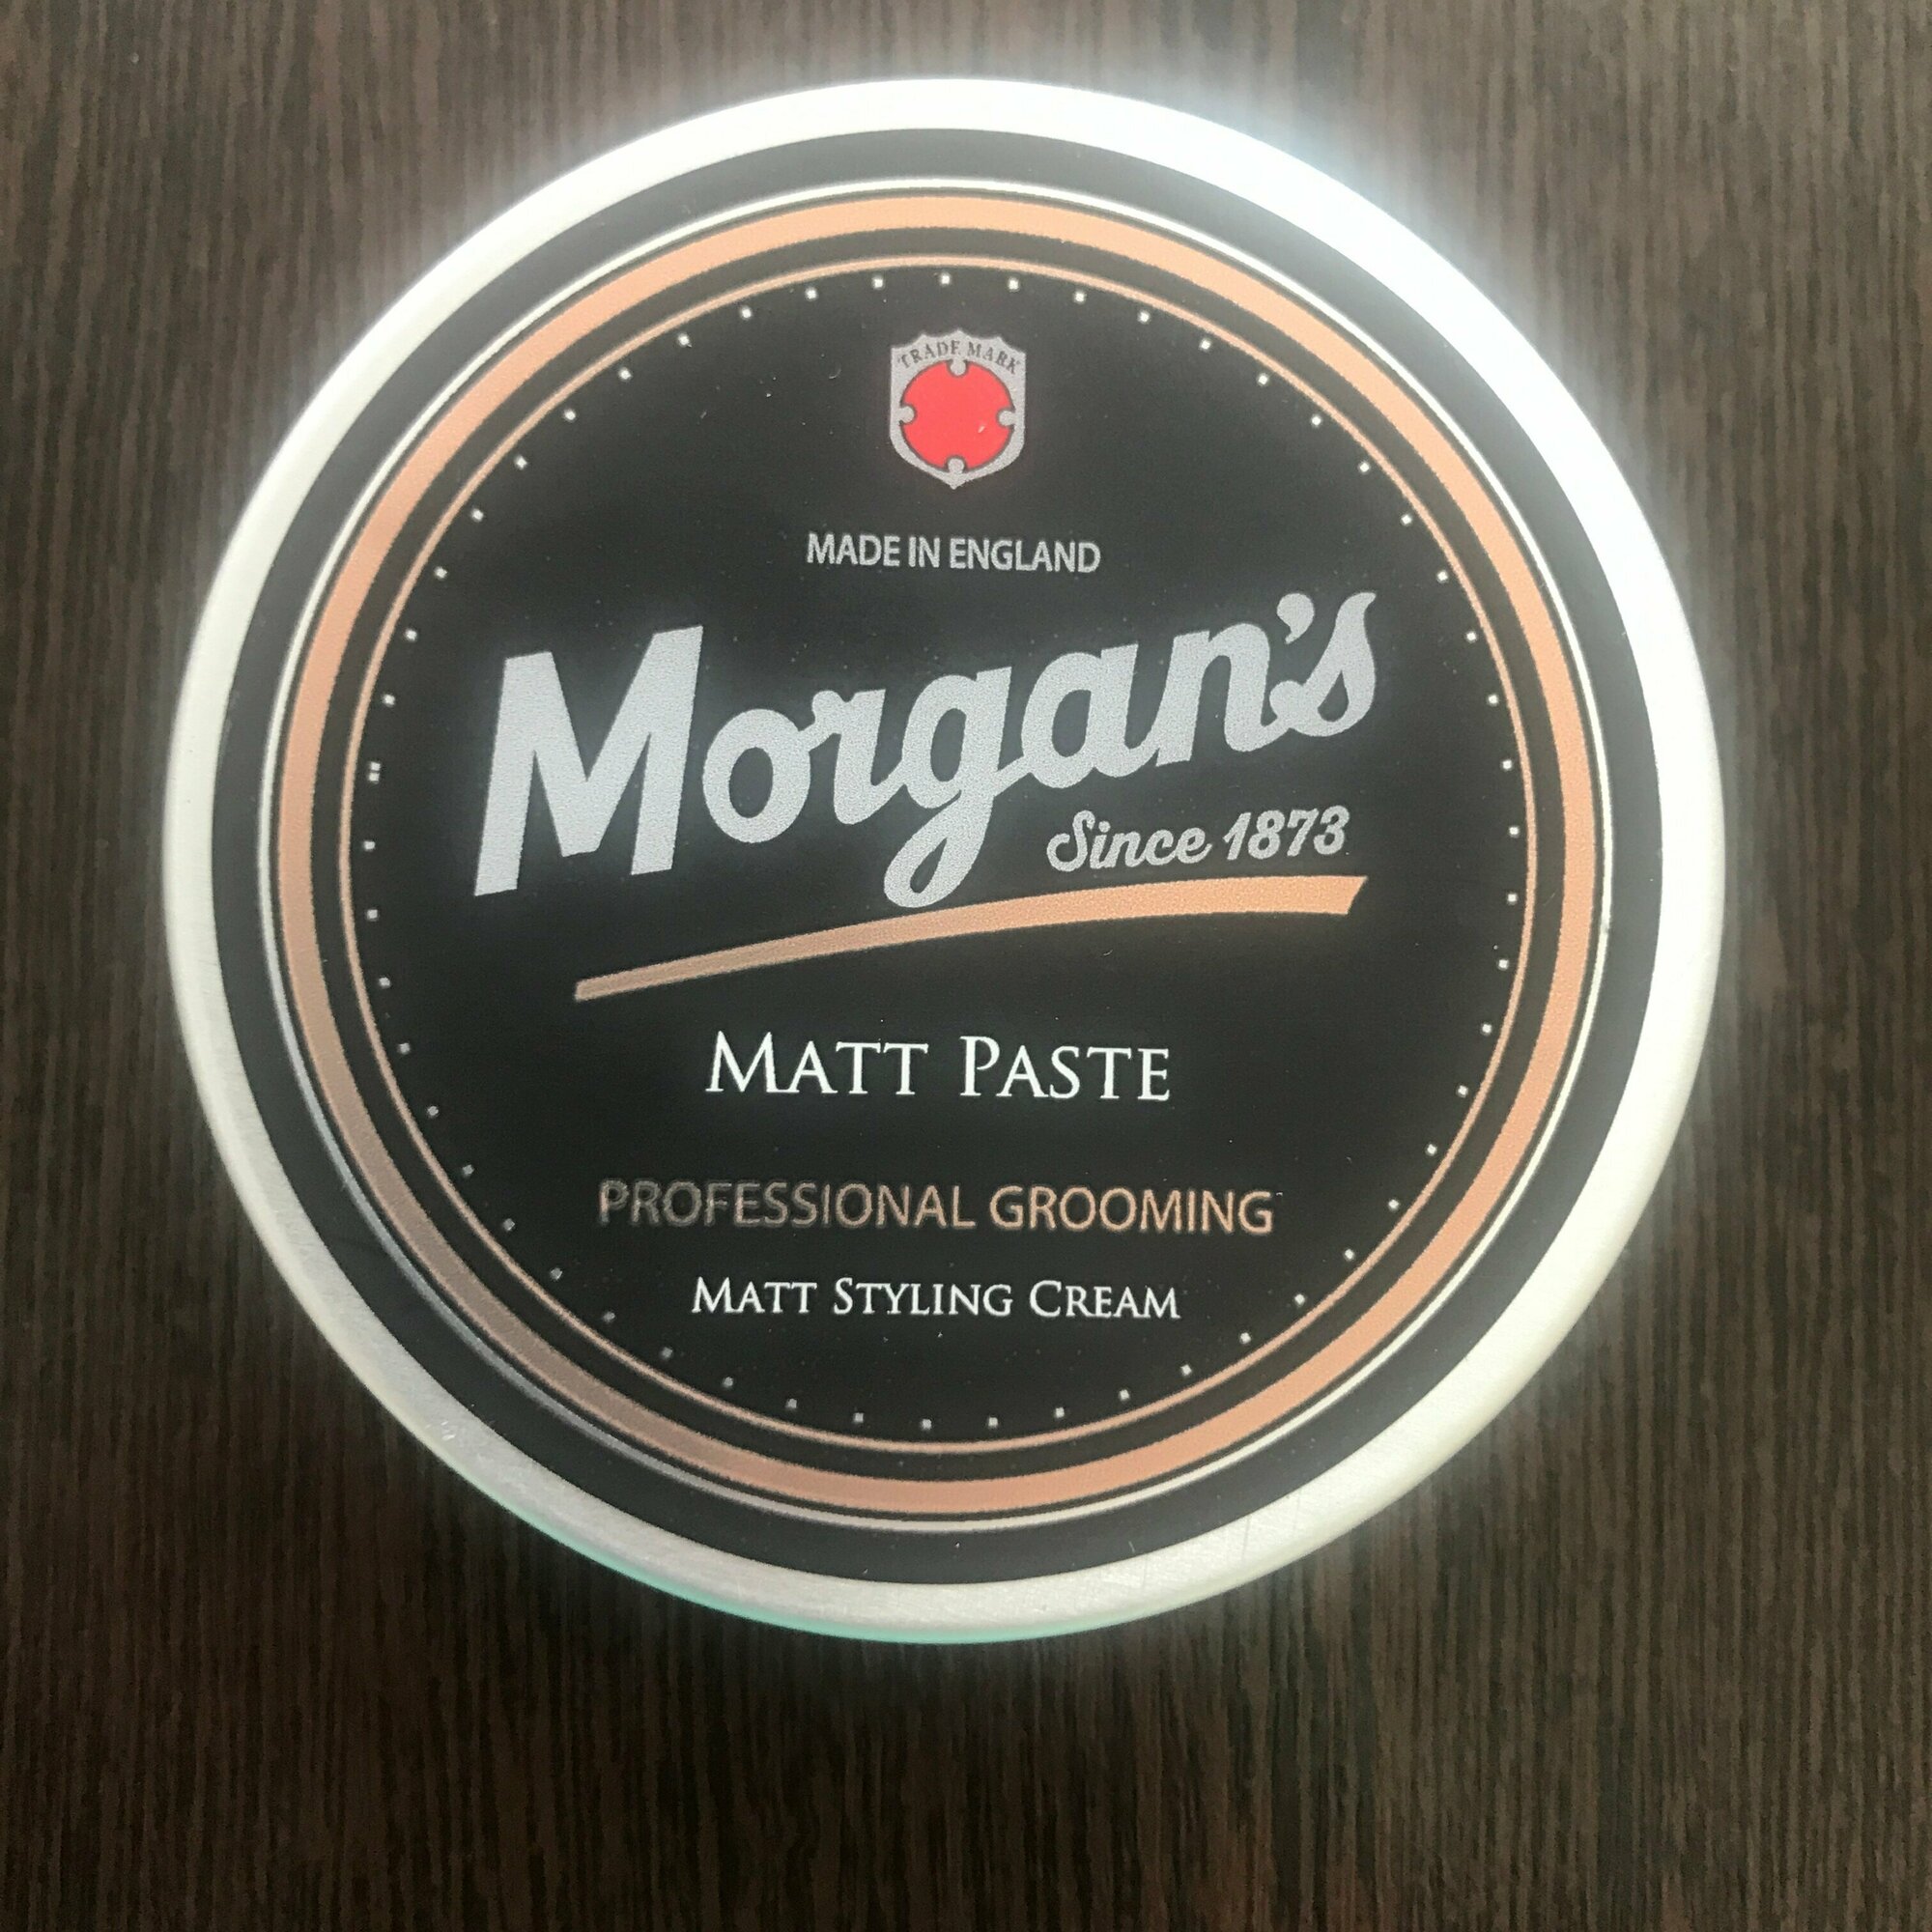 TRADE MARK
MADE IN ENGLAND
Morgan's
Since 1873
MATT PASTE
PROFESSIONAL GROOMING
MATT STYLING CREAM